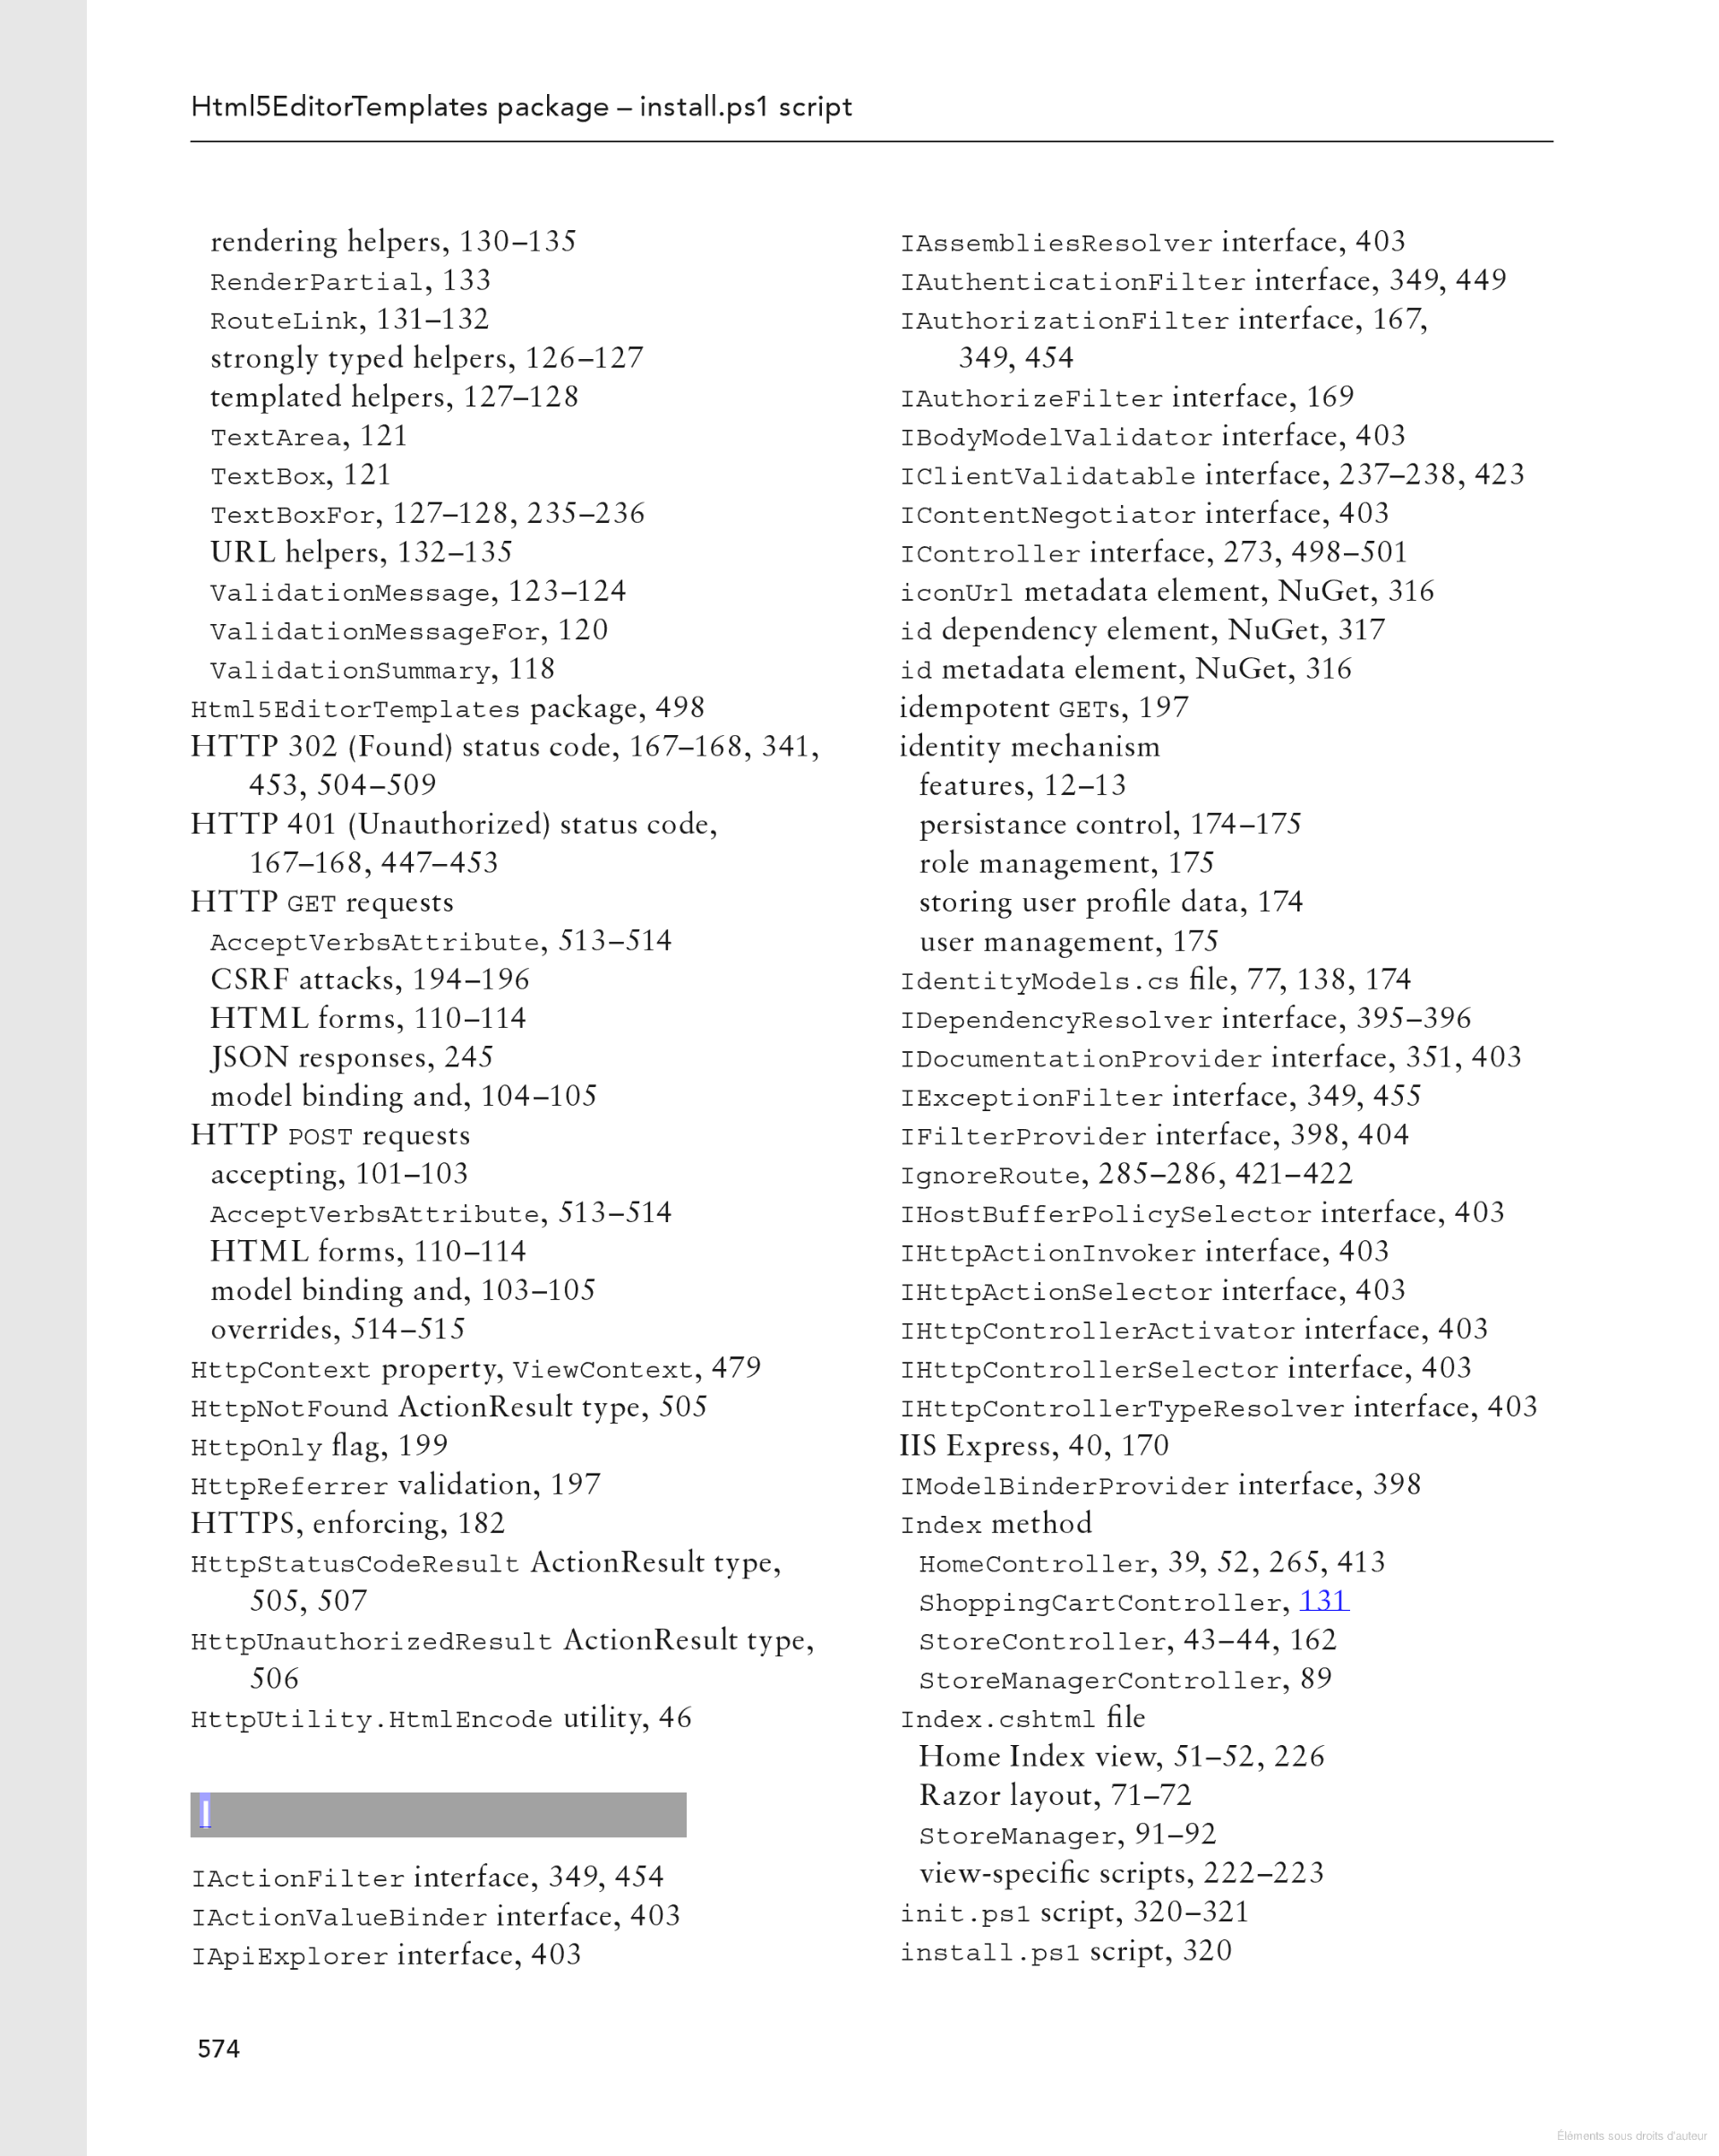 Html5EditorTemplates package – install.ps1 script
rendering helpers, 130–135
RenderPartial, 133
RouteLink, 131–132
strongly typed helpers, 126–127
templated helpers, 127–128
TextArea, 121
TextBox, 121
TextBoxFor, 127–128, 235–236
URL helpers, 132–135
ValidationMessage, 123–124
ValidationMessageFor, 120
ValidationSummary, 118
Html5EditorTemplates package, 498
HTTP 302 (Found) status code, 167–168, 341,
453, 504–509
HTTP 401 (Unauthorized) status code,
167–168, 447–453
HTTP GET requests
AcceptVerbsAttribute, 513–514
CSRF attacks, 194–196
HTML forms, 110–114
JSON responses, 245
model binding and, 104–105
HTTP POST requests
accepting, 101–103
AcceptVerbsAttribute, 513–514
HTML forms, 110–114
model binding and, 103–105
overrides, 514–515
HttpContext property, ViewContext, 479
HttpNotFound ActionResult type, 505
HttpOnly flag, 199
HttpReferrer validation, 197
HTTPS, enforcing, 182
HttpStatusCodeResult ActionResult type,
505, 507
HttpUnauthorizedResult ActionResult type,
506
HttpUtility.HtmlEncode utility, 46
I
IActionFilter interface, 349, 454
IActionValueBinder interface, 403
IApiExplorer interface, 403
IAssembliesResolver interface, 403
IAuthenticationFilter interface, 349, 449
IAuthorizationFilter interface, 167,
349, 454
IAuthorizeFilter interface, 169
IBodyModelValidator interface, 403
IClientValidatable interface, 237–238, 423
IContentNegotiator interface, 403
IController interface, 273, 498–501
iconUrl metadata element, NuGet, 316
id dependency element, NuGet, 317
id metadata element, NuGet, 316
idempotent GETs, 197
identity mechanism
features, 12–13
persistance control, 174–175
role management, 175
storing user profile data, 174
user management, 175
IdentityModels.cs file, 77, 138, 174
IDependencyResolver interface, 395–396
IDocumentationProvider interface, 351, 403
IExceptionFilter interface, 349, 455
IFilterProvider interface, 398, 404
IgnoreRoute, 285–286, 421–422
IHostBufferPolicySelector interface, 403
IHttpActionInvoker interface, 403
IHttpActionSelector interface, 403
IHttpControllerActivator interface, 403
IHttpControllerSelector interface, 403
IHttpControllerTypeResolver interface, 403
IIS Express, 40, 170
IModelBinderProvider interface, 398
Index method
HomeController, 39, 52, 265, 413
ShoppingCartController, 131
StoreController, 43–44, 162
StoreManagerController, 89
Index.cshtml file
Home Index view, 51–52, 226
Razor layout, 71–72
StoreManager, 91–92
view-specific scripts, 222–223
init.ps1 script, 320–321
install.ps1 script, 320
574
Éléments sous droits d'auteur